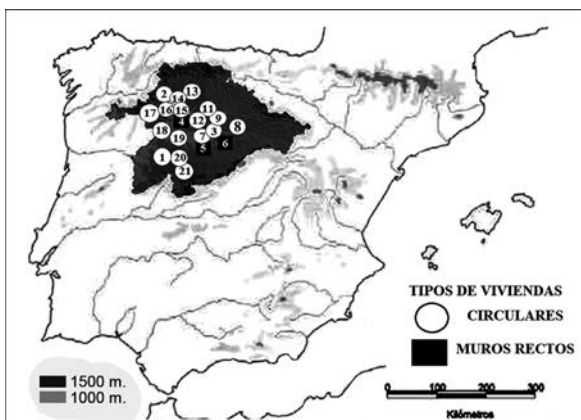 2 13
14
17 16 15 11
4 12 9
18 3 8
19 7 6
5
1 20
21
TIPOS DE VIVIENDAS
CIRCULARES
MUROS RECTOS
1500 m.
1000 m.
0 100 200 300
Kilómetros